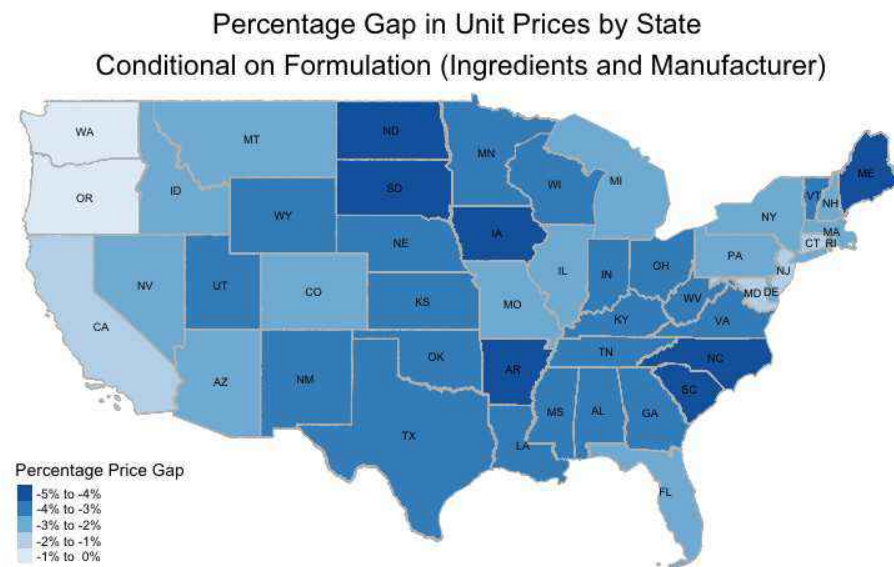 Percentage Gap in Unit Prices by State
Conditional on Formulation (Ingredients and Manufacturer)
WA
MT
ND
MN
ME
OR
ID
SD
WI
MI
VT
NH
WY
NY
MA
IA
CT RI
NE
PA
NV
UT
IL
IN
OH
NJ
CO
MD DE
CA
KS
MO
WV
KY
VA
TN
NC
OK
AR
AZ
NM
SC
MS
AL
GA
TX
LA
FL
Percentage Price Gap
-5% to -4%
-4% to -3%
-3% to -2%
-2% to -1%
-1% to 0%